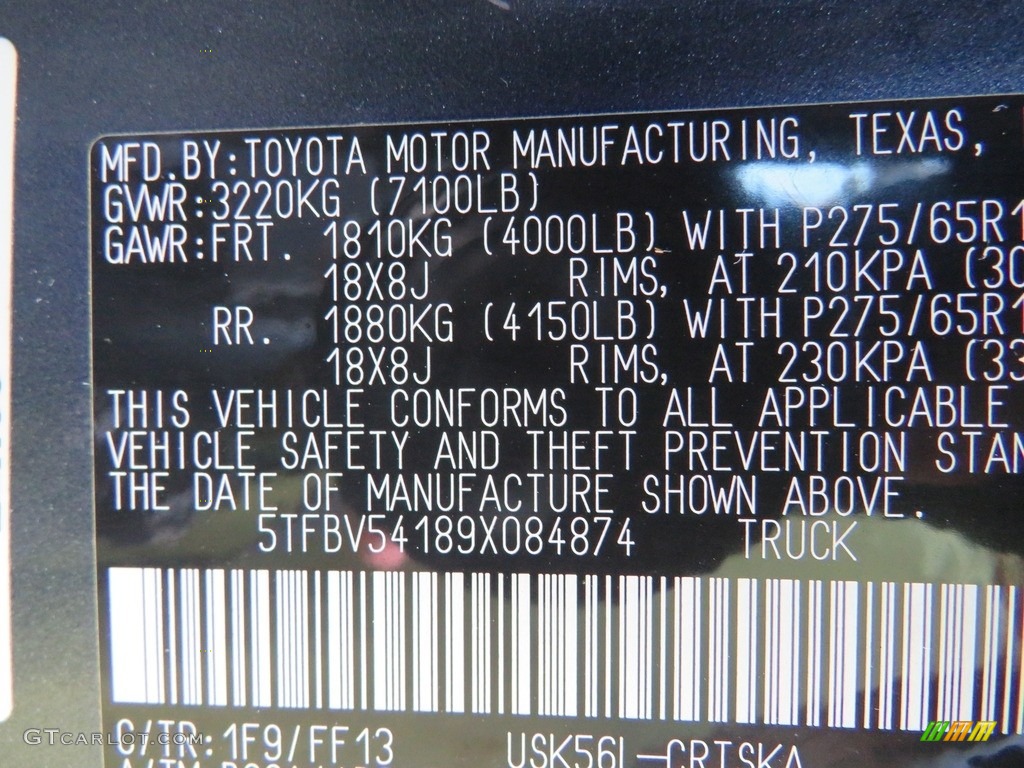 MFD.BY:TOYOTA MOTOR MANUFACTURING, TEXAS,
GVWR:3220KG (7100LB)
GAWR:FRT. 1810KG (4000LB) WITH P275/65R1
18X8J RIMS, AT 210KPA (30
RR. 1880KG (4150LB) WITH P275/65R1
18X8J RIMS, AT 230KPA (33
THIS VEHICLE CONFORMS TO ALL APPLICABLE
VEHICLE SAFETY AND THEFT PREVENTION STAN
THE DATE OF MANUFACTURE SHOWN ABOVE.
5TFBV54189X084874 TRUCK
C/TR:1F9/FF13 USK56L-CRTSKA
GTCARLOT.COM